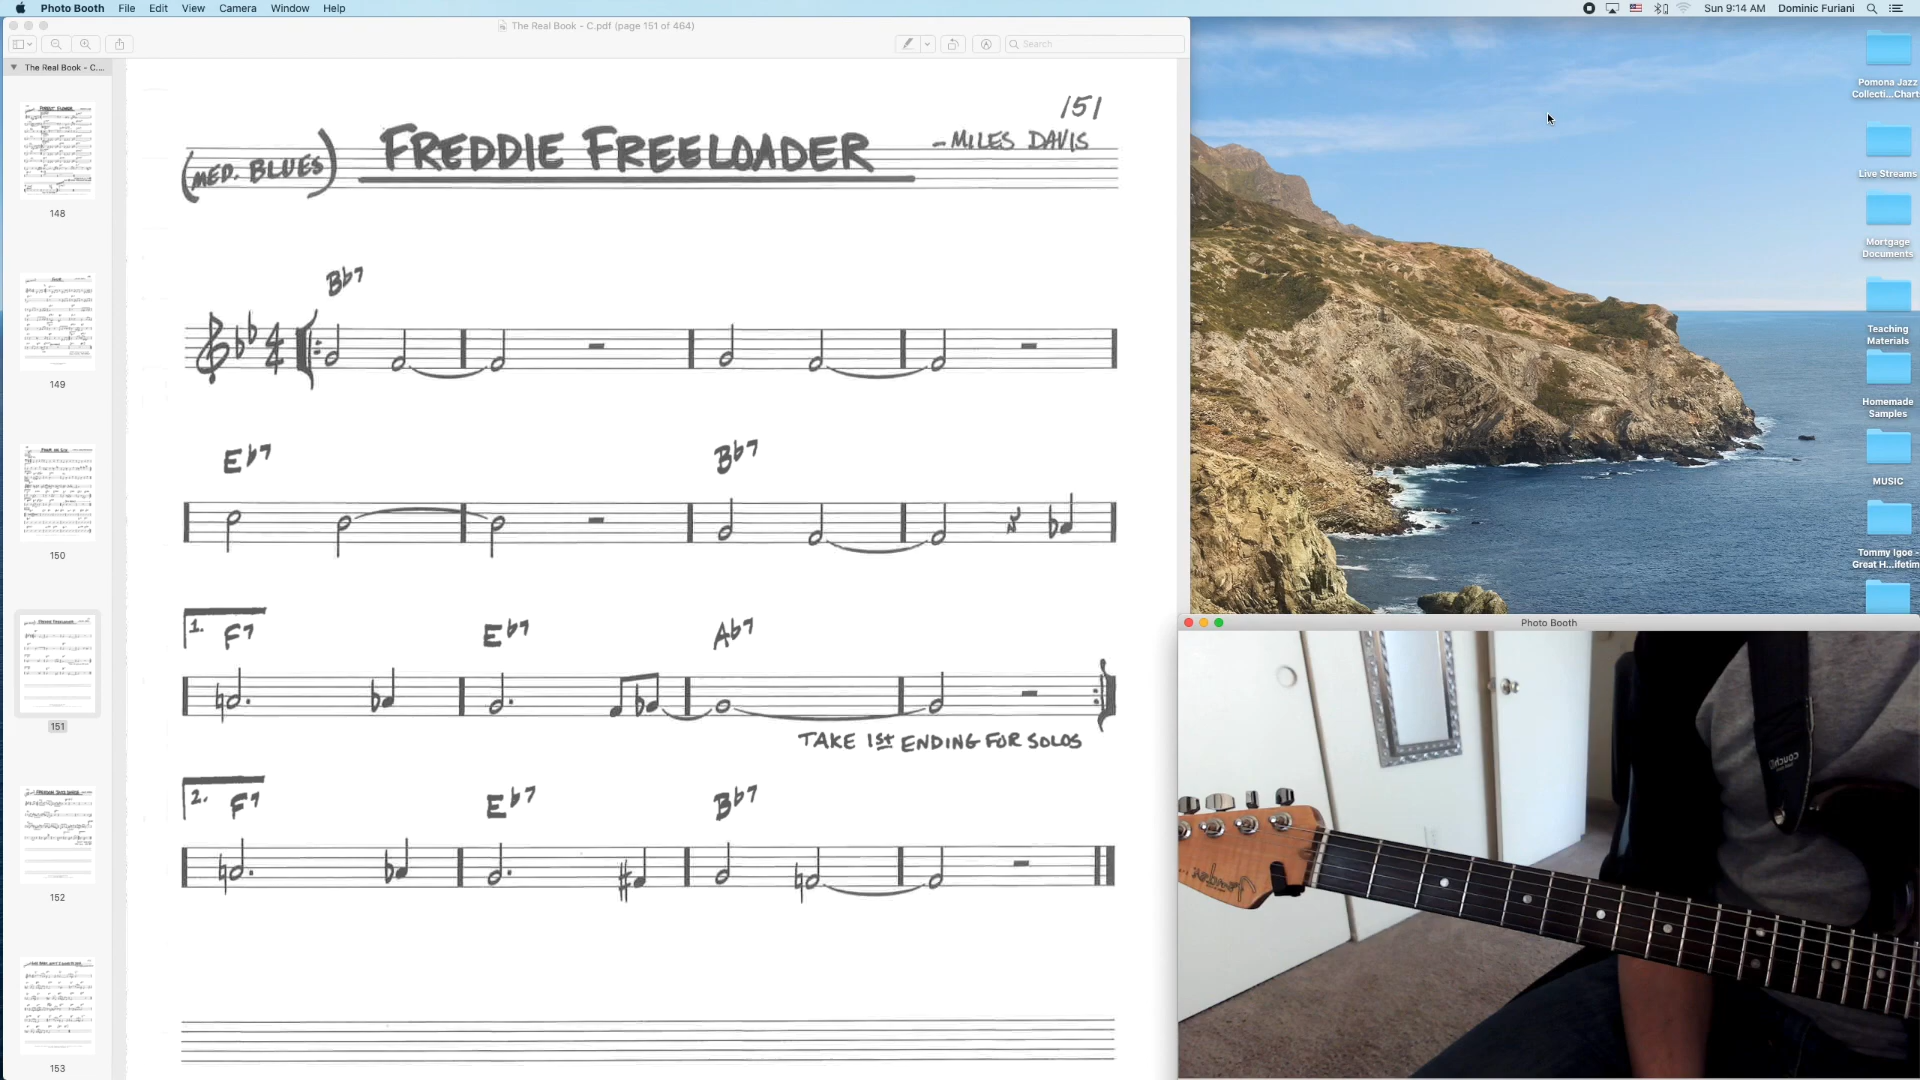 Photo Booth File Edit View Camera Window Help Sun 9:14 AM Dominic Furiani
The Real Book - C.pdf (page 151 of 464)
Search
The Real Book - C....
148
149
150
151
152
153
151
(MED. BLUES) FREDDIE FREELOADER - MILES DAVIS
B♭7
E♭7 B♭7
1. F7 E♭7 A♭7
TAKE 1st ENDING FOR SOLOS
2. F7 E♭7 B♭7
Pomona Jazz
Collecti...Chart
Live Streams
Mortgage
Documents
Teaching
Materials
Homemade
Samples
MUSIC
Tommy Igoe -
Great H...ifetim
Photo Booth
couch